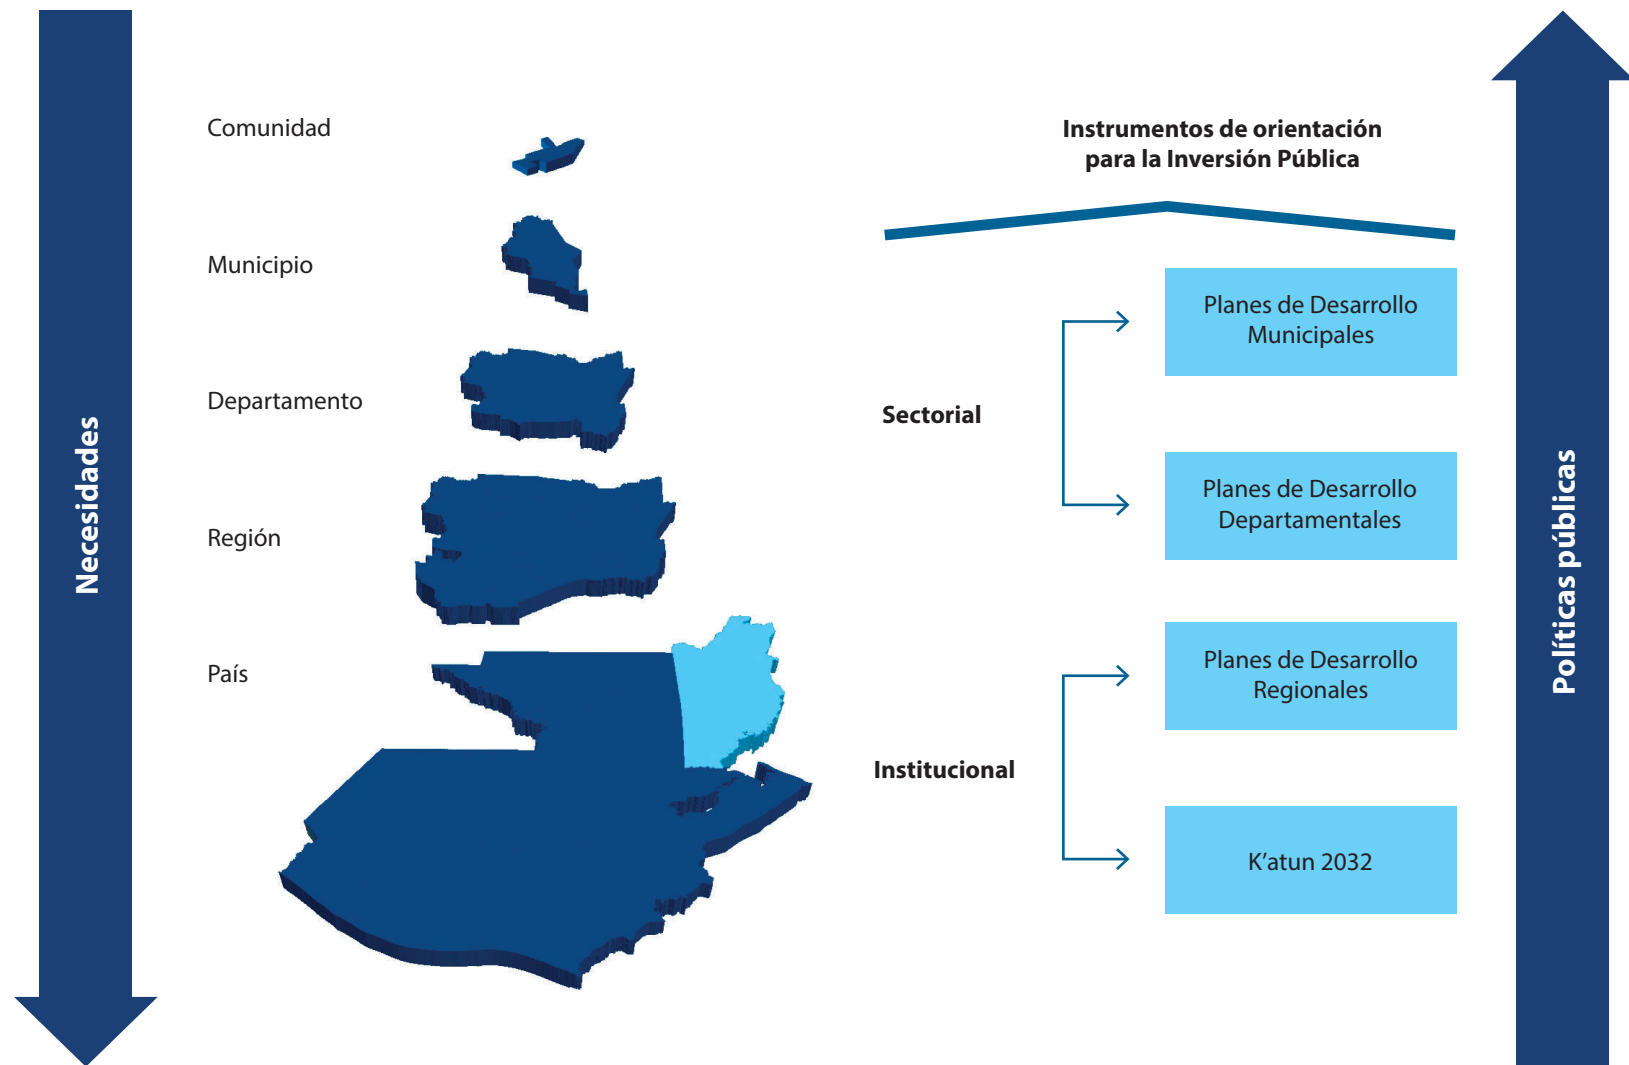 Necesidades
Comunidad
Municipio
Departamento
Región
País
Instrumentos de orientación
para la Inversión Pública
Sectorial
Planes de Desarrollo
Municipales
Planes de Desarrollo
Departamentales
Institucional
Planes de Desarrollo
Regionales
K’atun 2032
Políticas públicas